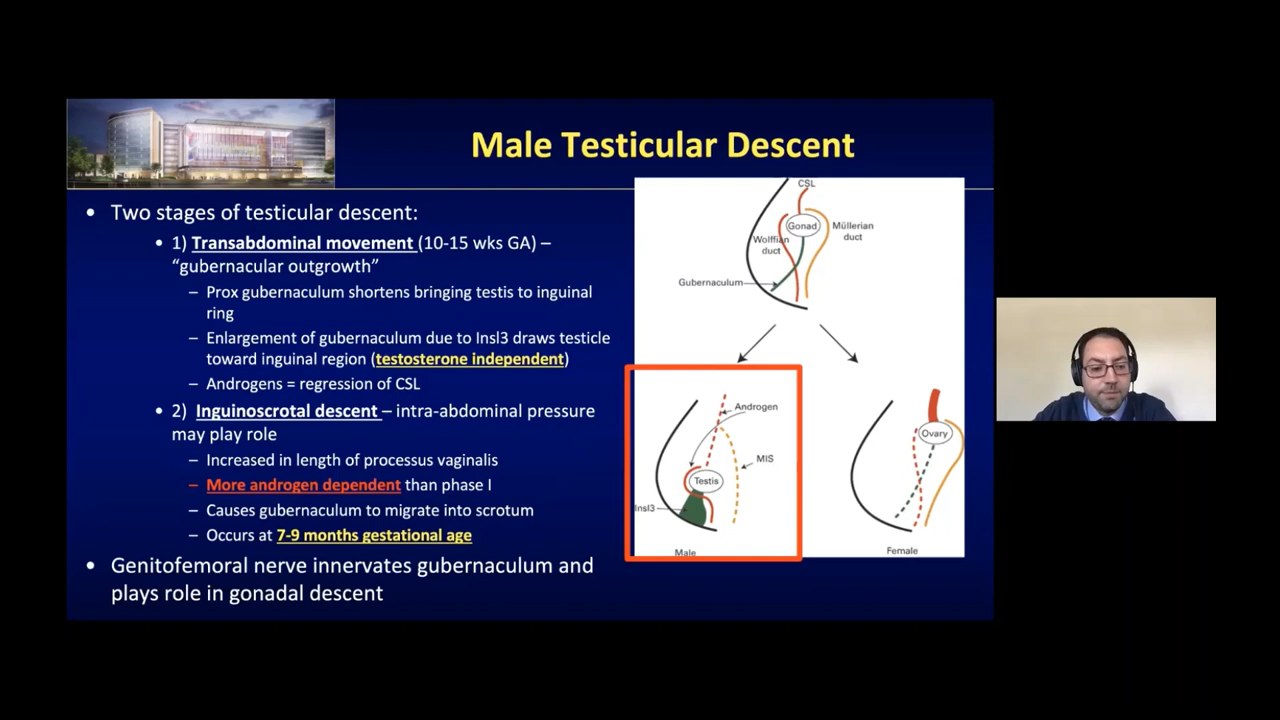 Male Testicular Descent
• Two stages of testicular descent:
• 1) Transabdominal movement (10-15 wks GA) –
“gubernacular outgrowth”
– Prox gubernaculum shortens bringing testis to inguinal
ring
– Enlargement of gubernaculum due to Insl3 draws testicle
toward inguinal region (testosterone independent)
– Androgens = regression of CSL
• 2) Inguinoscrotal descent – intra-abdominal pressure
may play role
– Increased in length of processus vaginalis
– More androgen dependent than phase I
– Causes gubernaculum to migrate into scrotum
– Occurs at 7-9 months gestational age
• Genitofemoral nerve innervates gubernaculum and
plays role in gonadal descent
CSL
Gonad
Müllerian
duct
Wolffian
duct
Gubernaculum
Androgen
MIS
Testis
Insl3
Male
Ovary
Female